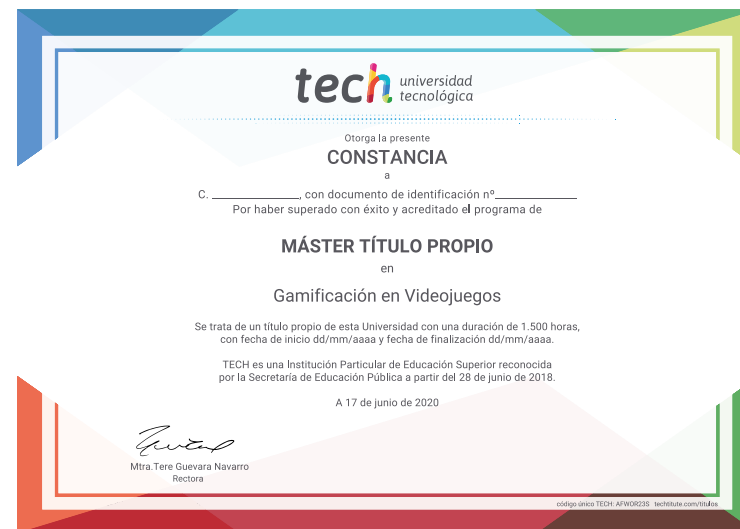 tech universidad
tecnológica
Otorga la presente
CONSTANCIA
a
C. ________________, con documento de identificación nº______________
Por haber superado con éxito y acreditado el programa de
MÁSTER TÍTULO PROPIO
en
Gamificación en Videojuegos
Se trata de un título propio de esta Universidad con una duración de 1.500 horas,
con fecha de inicio dd/mm/aaaa y fecha de finalización dd/mm/aaaa.
TECH es una Institución Particular de Educación Superior reconocida
por la Secretaría de Educación Pública a partir del 28 de junio de 2018.
A 17 de junio de 2020
Mtra.Tere Guevara Navarro
Rectora
código único TECH: AFWOR23S techtitute.com/titulos